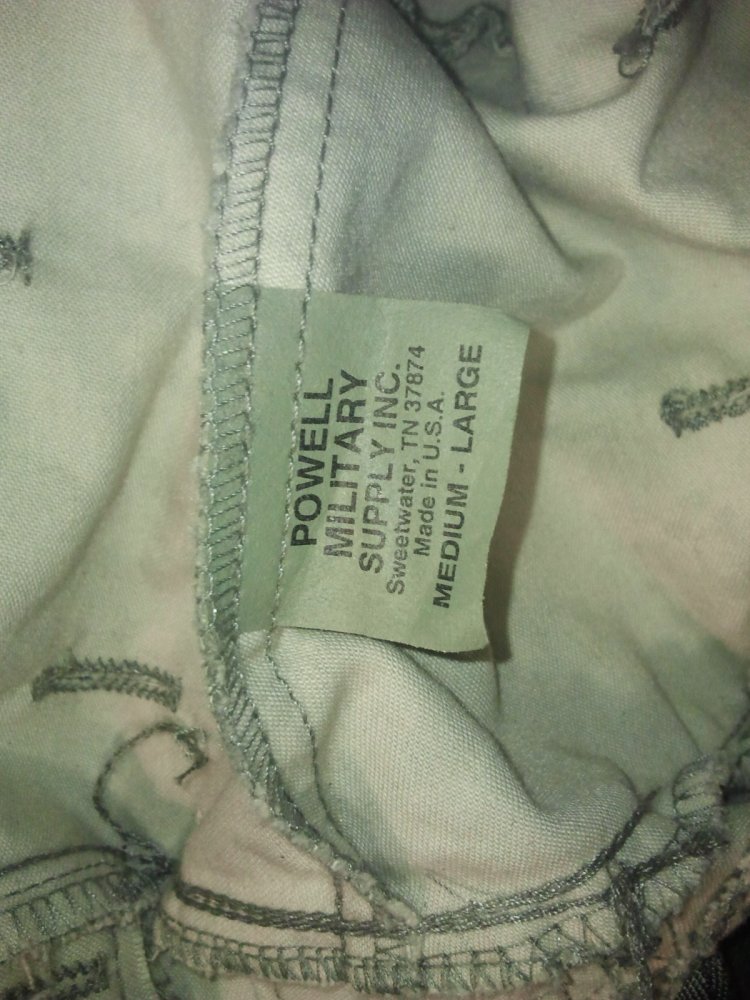 POWELL
MILITARY
SUPPLY INC.
Sweetwater, TN 37874
Made in U.S.A.
MEDIUM - LARGE